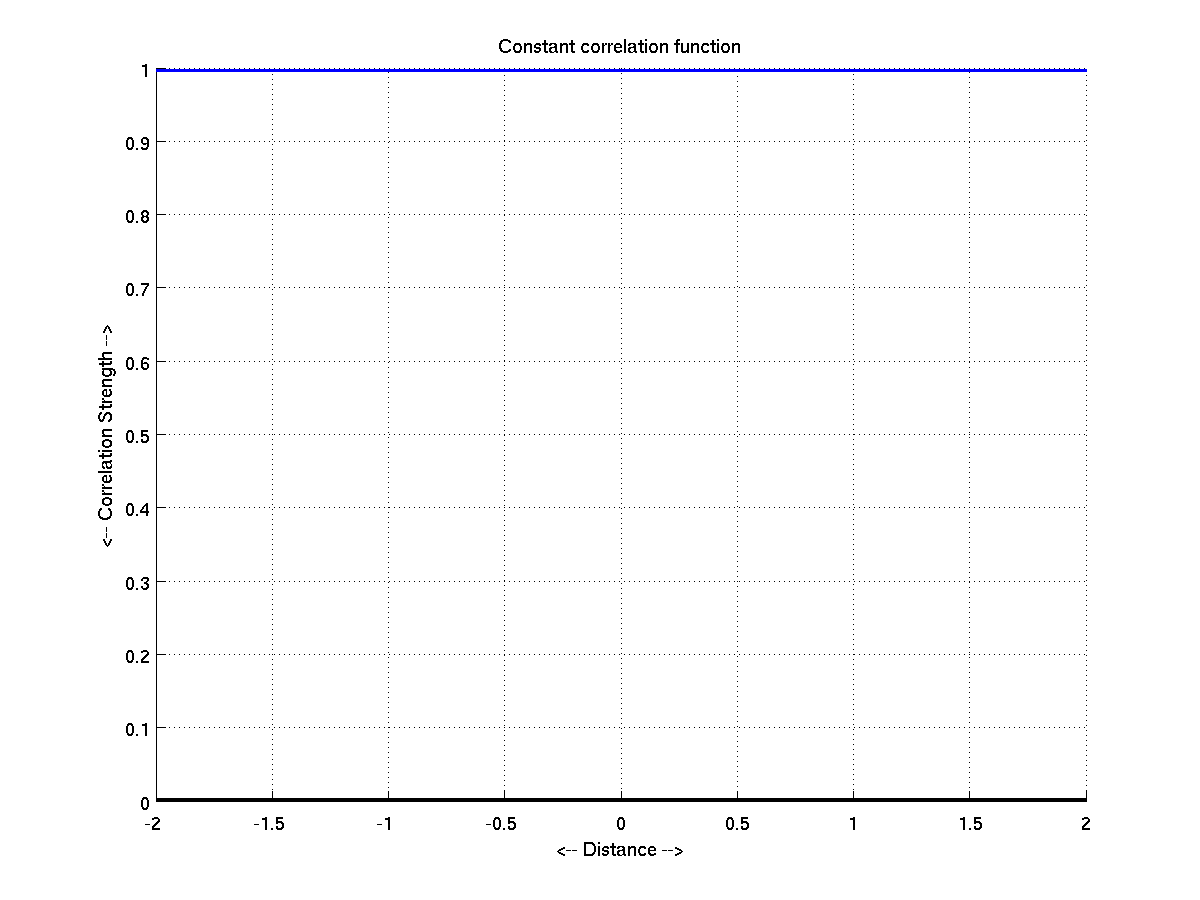 Constant correlation function
1
0.9
0.8
0.7
0.6
0.5
0.4
0.3
0.2
0.1
0
<-- Correlation Strength -->
-2 -1.5 -1 -0.5 0 0.5 1 1.5 2
<-- Distance -->